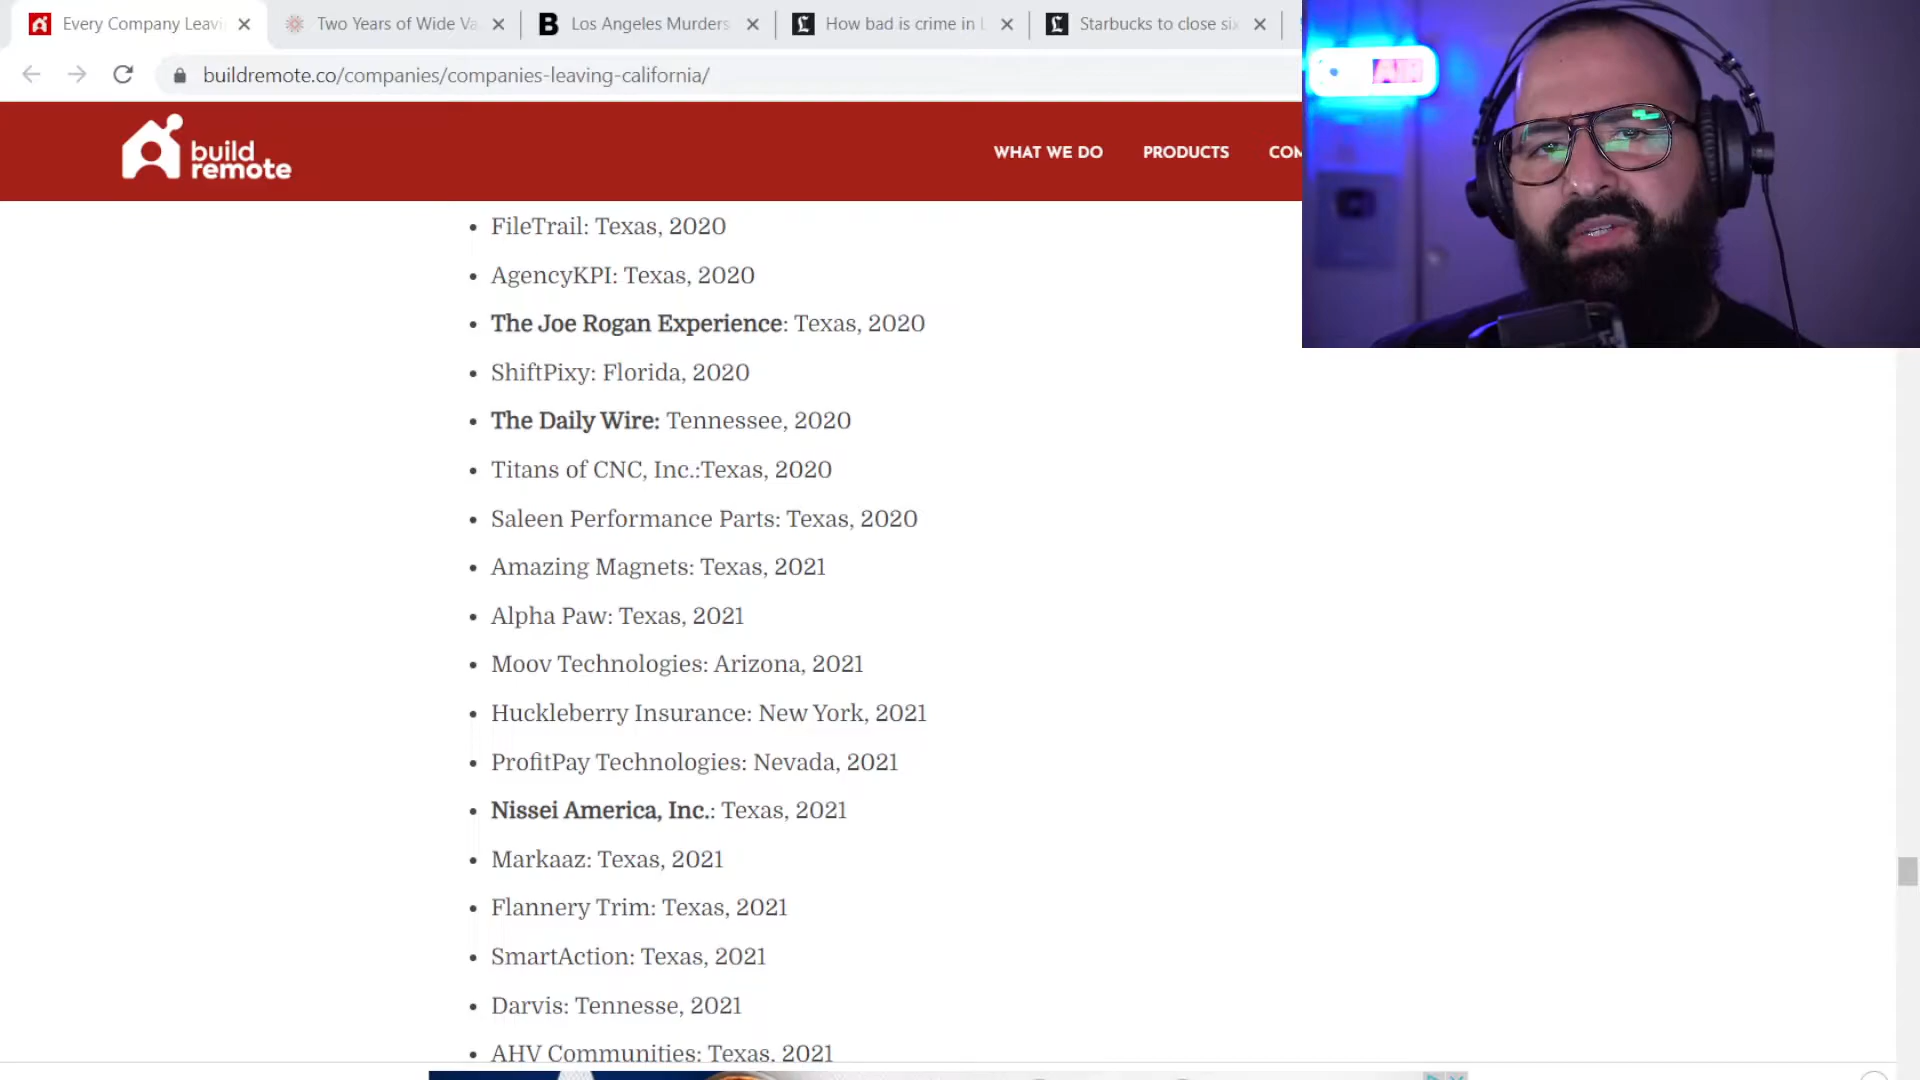 Every Company Leavi
Two Years of Wide Va
Los Angeles Murders
How bad is crime in L
Starbucks to close six
buildremote.co/companies/companies-leaving-california/
build
remote
WHAT WE DO
PRODUCTS
COM
AIR
• FileTrail: Texas, 2020
• AgencyKPI: Texas, 2020
• The Joe Rogan Experience: Texas, 2020
• ShiftPixy: Florida, 2020
• The Daily Wire: Tennessee, 2020
• Titans of CNC, Inc.:Texas, 2020
• Saleen Performance Parts: Texas, 2020
• Amazing Magnets: Texas, 2021
• Alpha Paw: Texas, 2021
• Moov Technologies: Arizona, 2021
• Huckleberry Insurance: New York, 2021
• ProfitPay Technologies: Nevada, 2021
• Nissei America, Inc.: Texas, 2021
• Markaaz: Texas, 2021
• Flannery Trim: Texas, 2021
• SmartAction: Texas, 2021
• Darvis: Tennesse, 2021
• AHV Communities: Texas, 2021